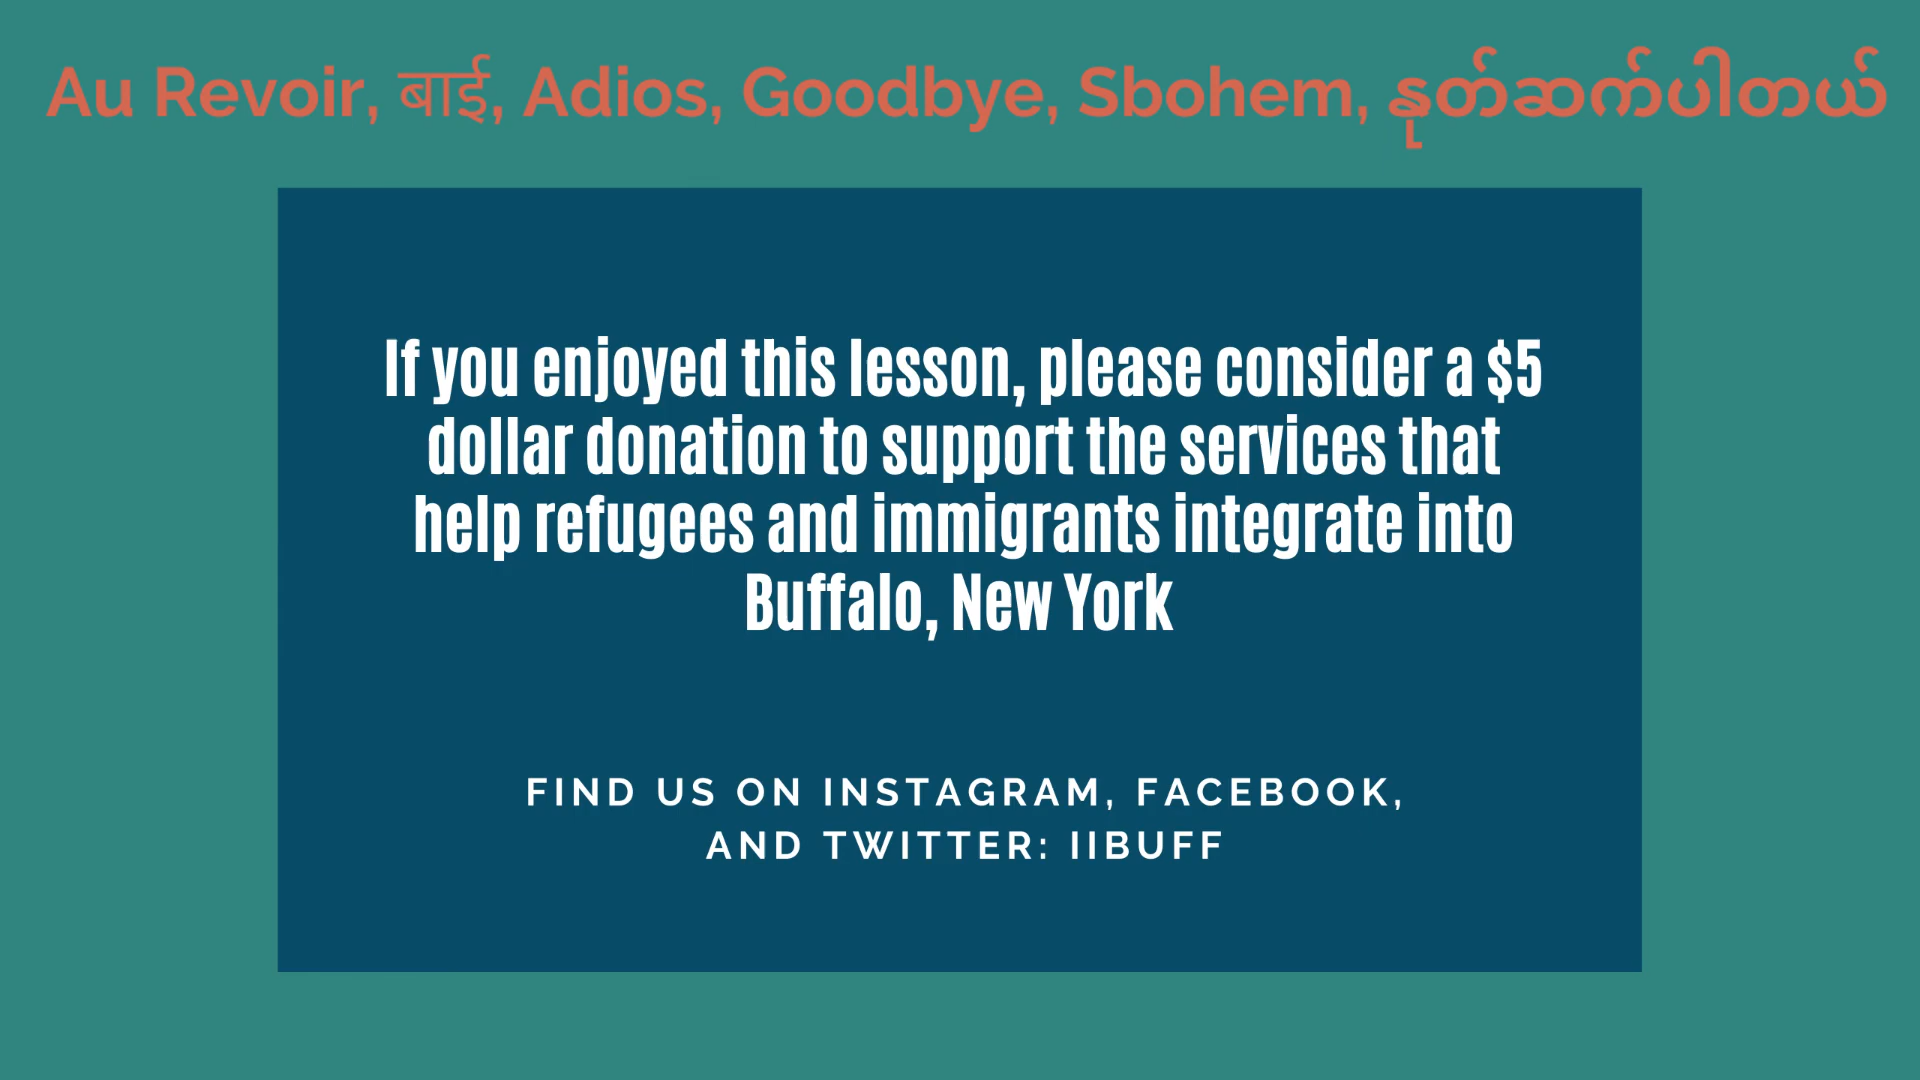 Au Revoir, बाई, Adios, Goodbye, Sbohem, နှုတ်ဆက်ပါတယ်
If you enjoyed this lesson, please consider a $5
dollar donation to support the services that
help refugees and immigrants integrate into
Buffalo, New York
FIND US ON INSTAGRAM, FACEBOOK,
AND TWITTER: IIBUFF